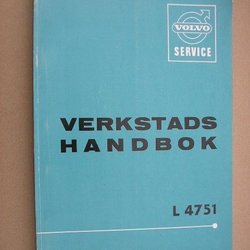 VOLVO
SERVICE
VERKSTADS
HANDBOK
L 4751